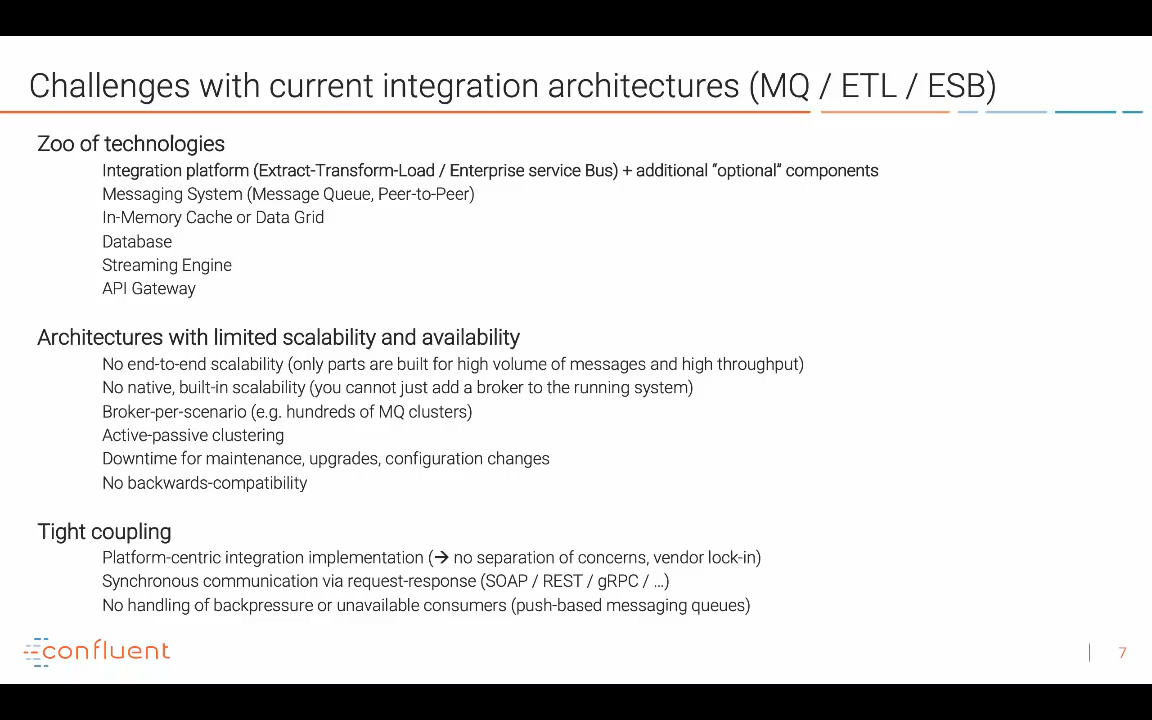 Challenges with current integration architectures (MQ / ETL / ESB)
Zoo of technologies
Integration platform (Extract-Transform-Load / Enterprise service Bus) + additional “optional” components
Messaging System (Message Queue, Peer-to-Peer)
In-Memory Cache or Data Grid
Database
Streaming Engine
API Gateway
Architectures with limited scalability and availability
No end-to-end scalability (only parts are built for high volume of messages and high throughput)
No native, built-in scalability (you cannot just add a broker to the running system)
Broker-per-scenario (e.g. hundreds of MQ clusters)
Active-passive clustering
Downtime for maintenance, upgrades, configuration changes
No backwards-compatibility
Tight coupling
Platform-centric integration implementation (→ no separation of concerns, vendor lock-in)
Synchronous communication via request-response (SOAP / REST / gRPC / …)
No handling of backpressure or unavailable consumers (push-based messaging queues)
confluent
7